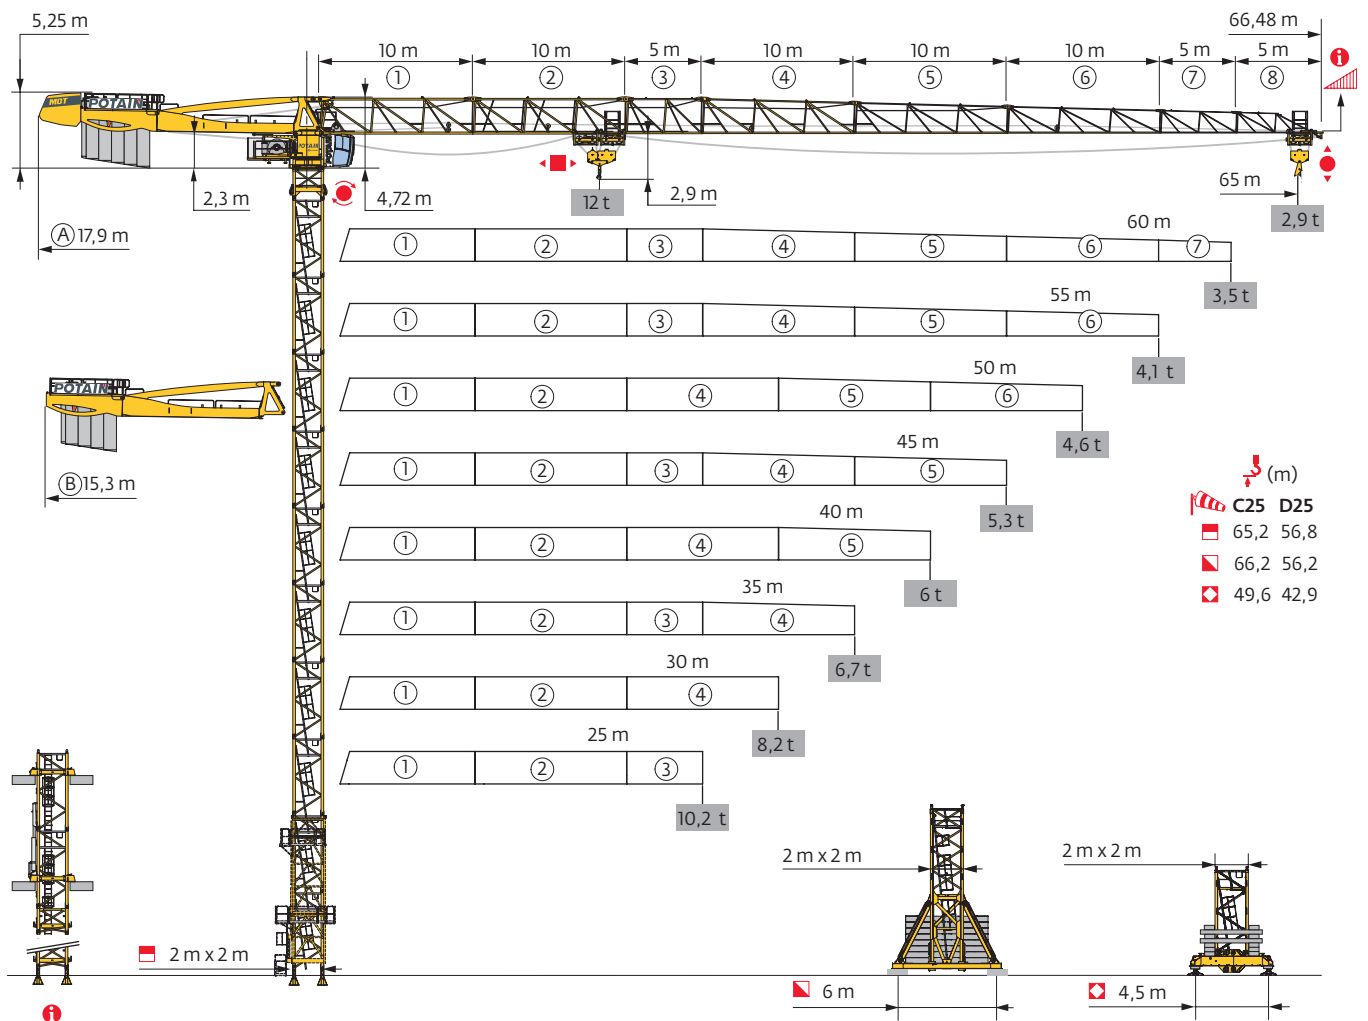 5,25 m
66,48 m
10 m 10 m 5 m 10 m 10 m 10 m 5 m 5 m
1 2 3 4 5 6 7 8
i
MDT POTAIN
POTAIN
2,3 m
4,72 m
12 t
2,9 m
65 m
2,9 t
A 17,9 m
60 m
1 2 3 4 5 6 7
3,5 t
55 m
1 2 3 4 5 6
4,1 t
50 m
POTAIN
1 2 4 5 6
4,6 t
45 m
1 2 3 4 5
B 15,3 m
5,3 t
(m)
C25 D25
65,2 56,8
66,2 56,2
49,6 42,9
40 m
1 2 4 5
6 t
35 m
1 2 3 4
6,7 t
30 m
1 2 4
8,2 t
25 m
1 2 3
10,2 t
2 m x 2 m
2 m x 2 m
2 m x 2 m
6 m
4,5 m
i